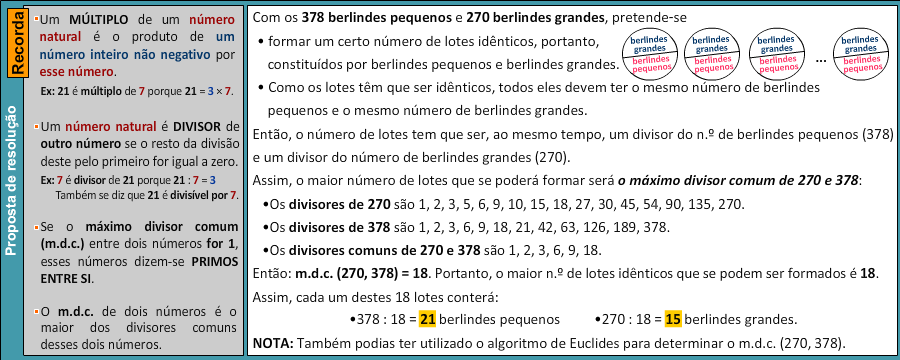 Proposta de resolução
Recorda
Um MÚLTIPLO de um número
natural é o produto de um
número inteiro não negativo por
esse número.
Ex: 21 é múltiplo de 7 porque 21 = 3 × 7.
Um número natural é DIVISOR de
outro número se o resto da divisão
deste pelo primeiro for igual a zero.
Ex: 7 é divisor de 21 porque 21 : 7 = 3
Também se diz que 21 é divisível por 7.
Se o máximo divisor comum
(m.d.c.) entre dois números for 1,
esses números dizem-se PRIMOS
ENTRE SI.
O m.d.c. de dois números é o
maior dos divisores comuns
desses dois números.
Com os 378 berlindes pequenos e 270 berlindes grandes, pretende-se
• formar um certo número de lotes idênticos, portanto,
constituídos por berlindes pequenos e berlindes grandes.
berlindes
grandes
berlindes
pequenos
berlindes
grandes
berlindes
pequenos
berlindes
grandes
berlindes
pequenos
...
berlindes
grandes
berlindes
pequenos
• Como os lotes têm que ser idênticos, todos eles devem ter o mesmo número de berlindes
pequenos e o mesmo número de berlindes grandes.
Então, o número de lotes tem que ser, ao mesmo tempo, um divisor do n.º de berlindes pequenos (378)
e um divisor do número de berlindes grandes (270).
Assim, o maior número de lotes que se poderá formar será o máximo divisor comum de 270 e 378:
•Os divisores de 270 são 1, 2, 3, 5, 6, 9, 10, 15, 18, 27, 30, 45, 54, 90, 135, 270.
•Os divisores de 378 são 1, 2, 3, 6, 9, 18, 21, 42, 63, 126, 189, 378.
•Os divisores comuns de 270 e 378 são 1, 2, 3, 6, 9, 18.
Então: m.d.c. (270, 378) = 18. Portanto, o maior n.º de lotes idênticos que se podem ser formados é 18.
Assim, cada um destes 18 lotes conterá:
•378 : 18 = 21 berlindes pequenos •270 : 18 = 15 berlindes grandes.
NOTA: Também podias ter utilizado o algoritmo de Euclides para determinar o m.d.c. (270, 378).